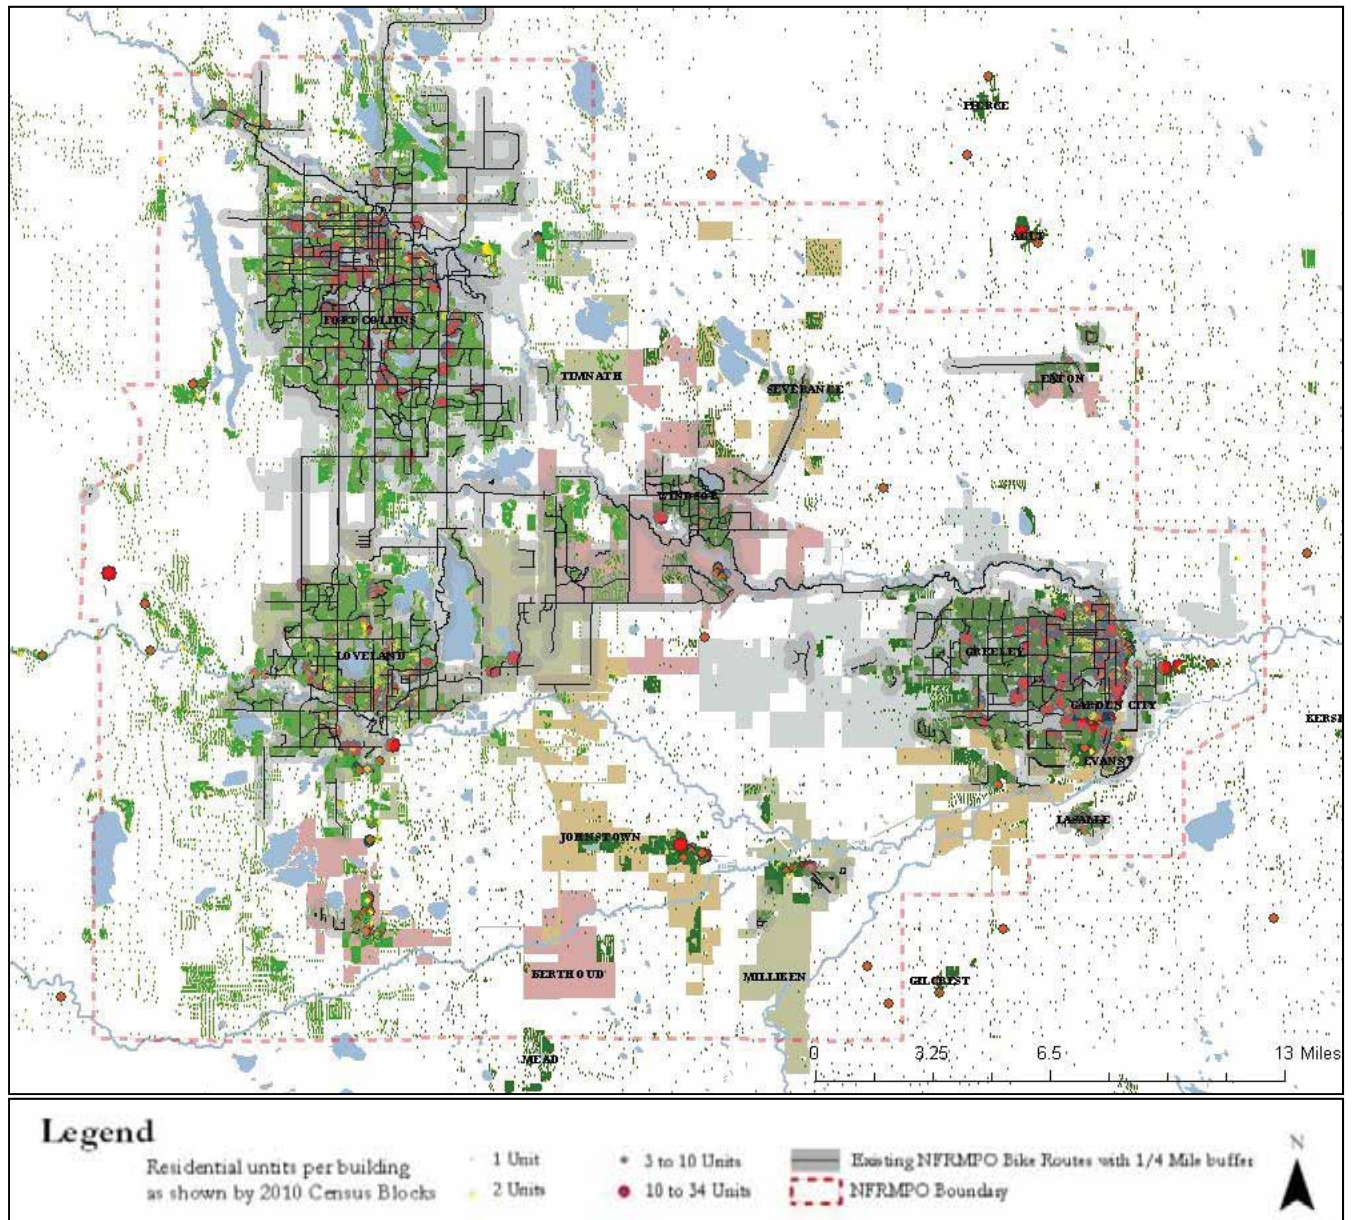 PIERCE
AULT
FORT COLLINS
TIMNATH
SEVERANCE
EATON
WINDSOR
LOVELAND
GREELEY
GARDEN CITY
EVANS
LASALLE
JOHNSTOWN
BERTHOUD
MILLIKEN
GILCREST
MEAD
0 3.25 6.5 13 Miles
Legend
Residential untits per building
as shown by 2010 Census Blocks
1 Unit
2 Units
3 to 10 Units
10 to 34 Units
Existing NFRMPO Bike Routes with 1/4 Mile buffer
NFRMPO Boundary
N